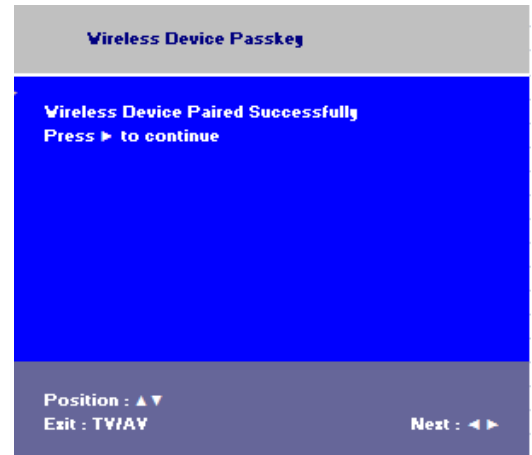 Wireless Device Passkey
Wireless Device Paired Successfully
Press ► to continue
Position : ▲▼
Exit : TV/AV
Next : ◄ ►